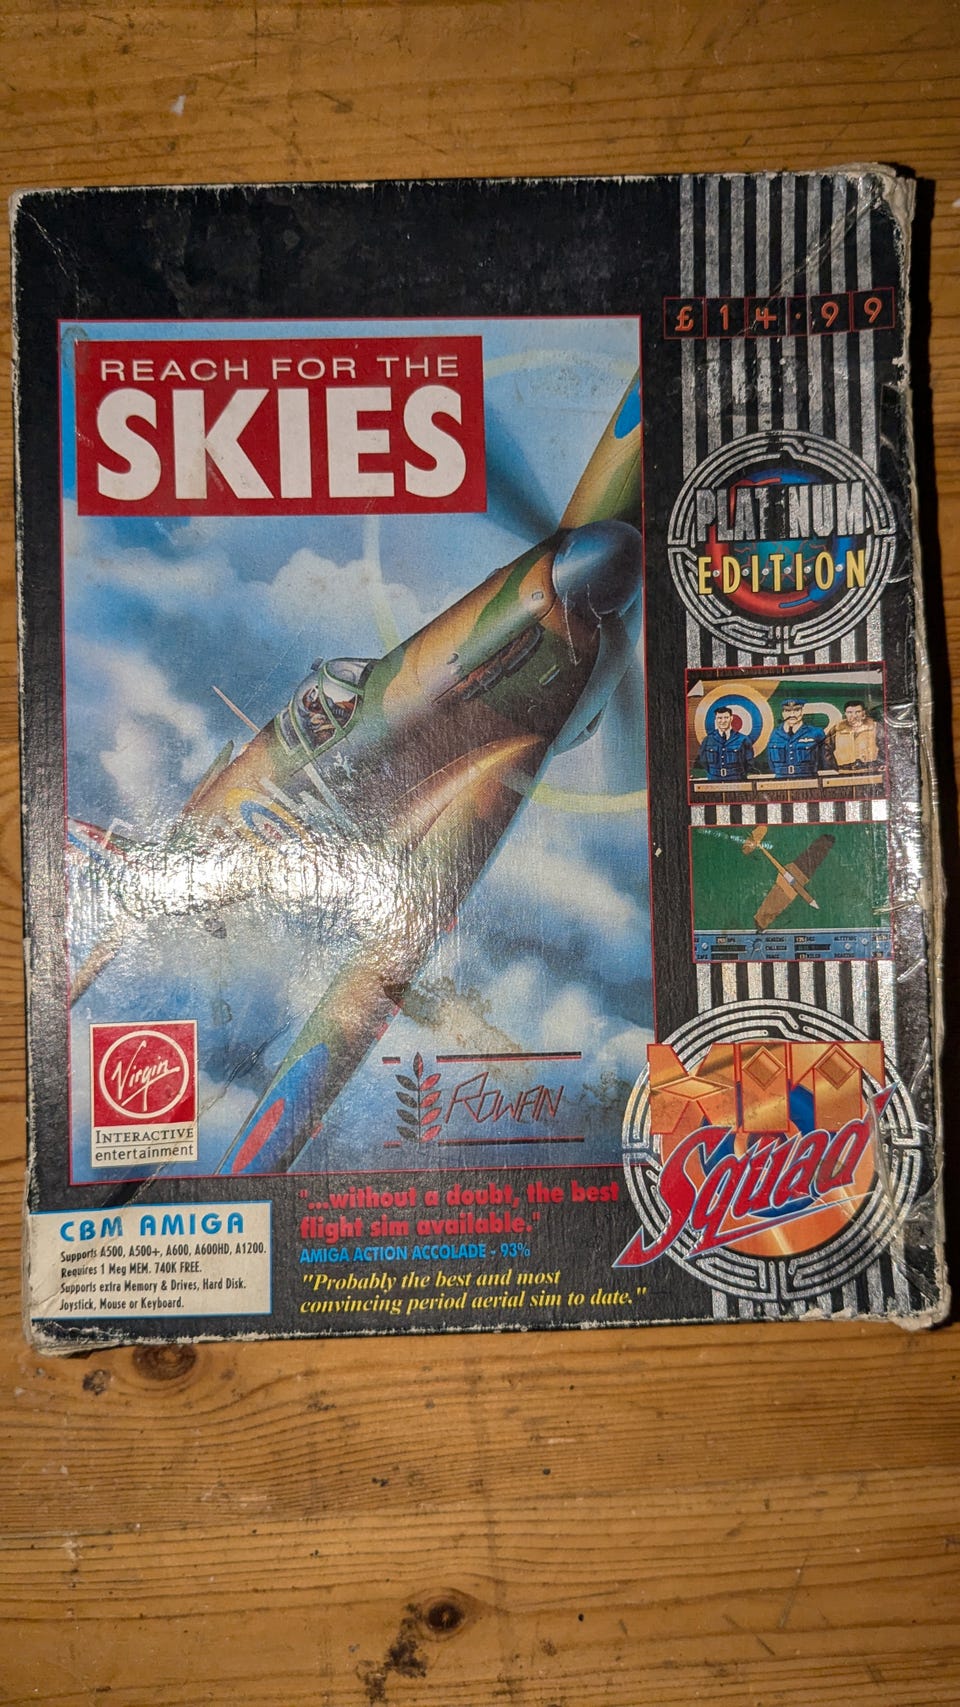 REACH FOR THE
SKIES
£14.99
PLATINUM
EDITION
Virgin
INTERACTIVE
entertainment
ROWAN
XIT
Squad
CBM AMIGA
Supports A500, A500+, A600, A600HD, A1200.
Requires 1 Meg MEM. 740K FREE.
Supports extra Memory & Drives, Hard Disk.
Joystick, Mouse or Keyboard.
"...without a doubt, the best
flight sim available."
AMIGA ACTION ACCOLADE - 93%
"Probably the best and most
convincing period aerial sim to date."